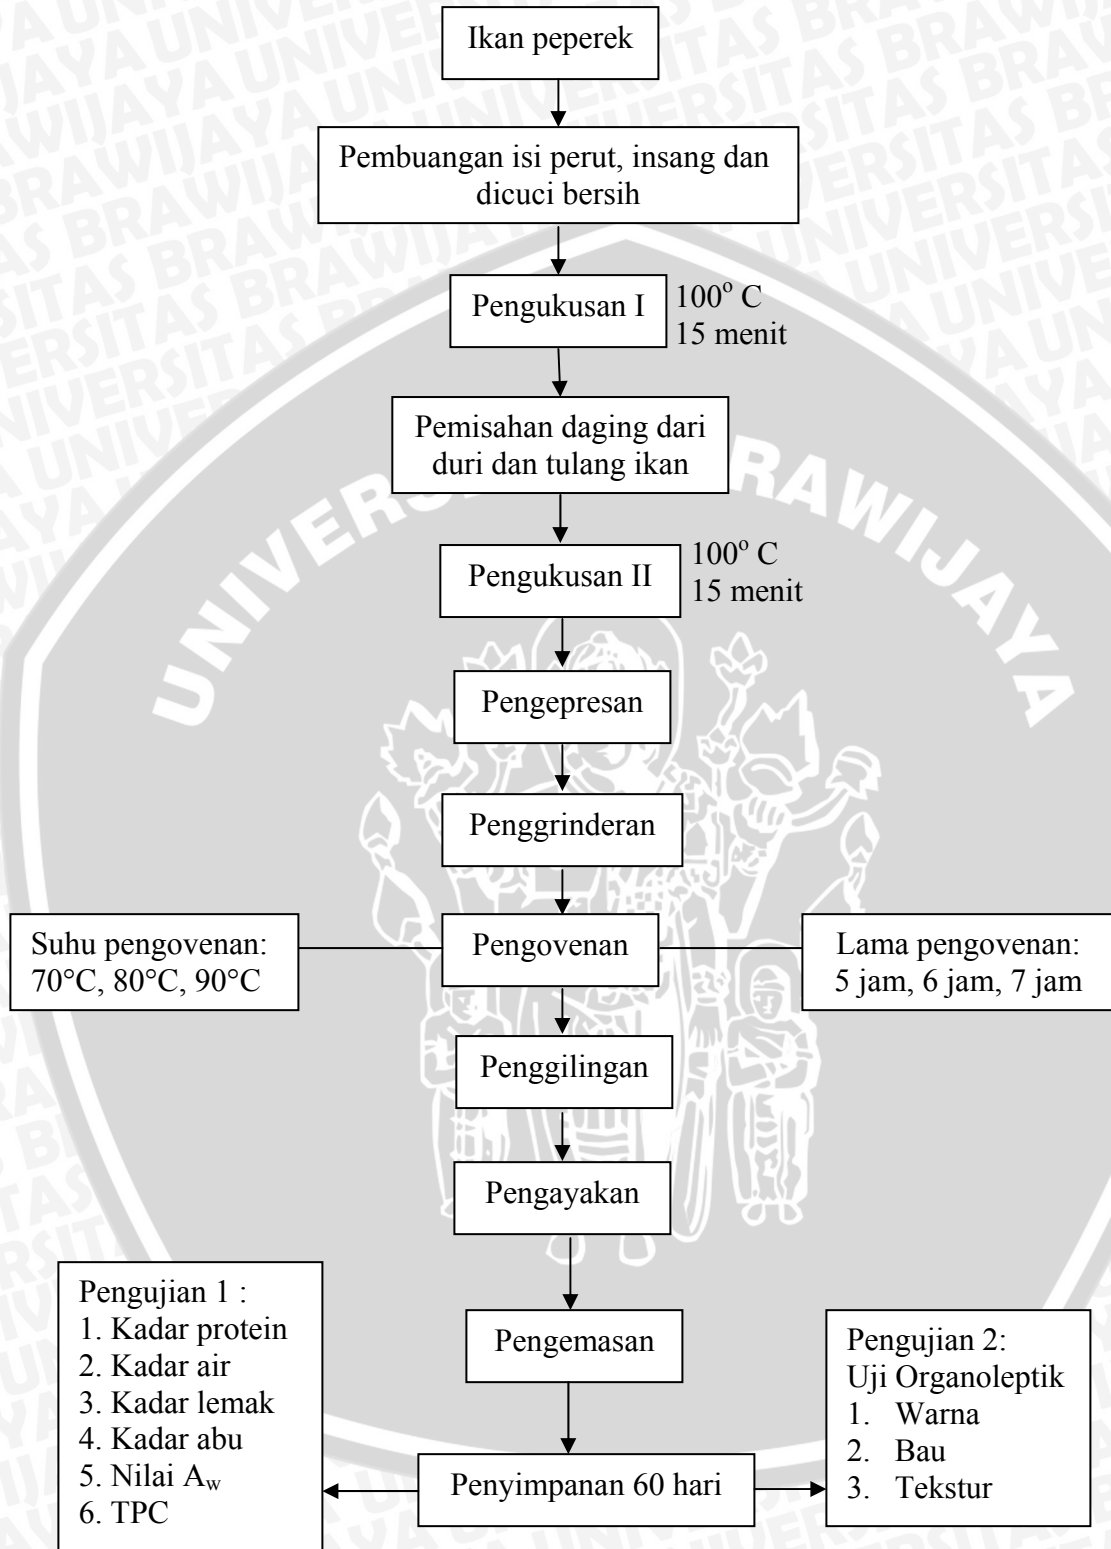 Ikan peperek
Pembuangan isi perut, insang dan
dicuci bersih
Pengukusan I
100° C
15 menit
Pemisahan daging dari
duri dan tulang ikan
Pengukusan II
100° C
15 menit
Pengepresan
Penggrinderan
Suhu pengovenan:
70°C, 80°C, 90°C
Pengovenan
Lama pengovenan:
5 jam, 6 jam, 7 jam
Penggilingan
Pengayakan
Pengemasan
Pengujian 1 :
1. Kadar protein
2. Kadar air
3. Kadar lemak
4. Kadar abu
5. Nilai Aw
6. TPC
Penyimpanan 60 hari
Pengujian 2:
Uji Organoleptik
1. Warna
2. Bau
3. Tekstur
BRAWIJAYA